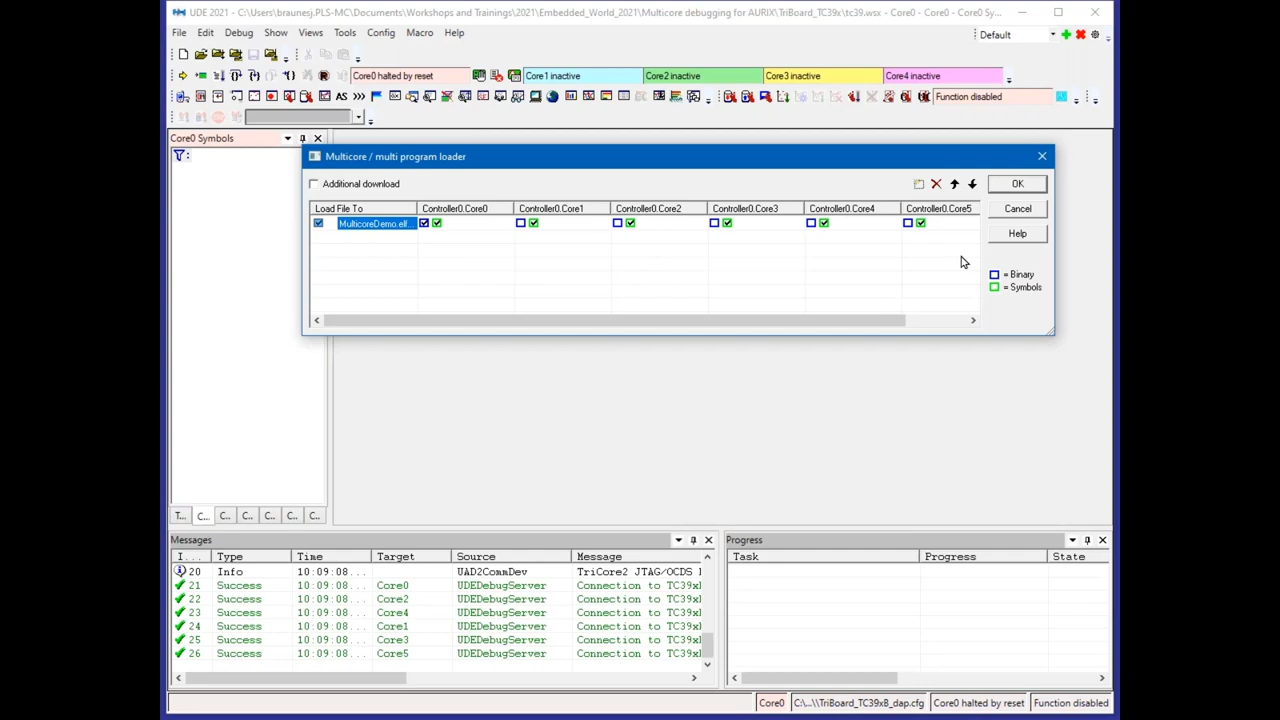 UDE 2021 - C:\Users\braunesj.PLS-MC\Documents\Workshops and Trainings\2021\Embedded_World_2021\Multicore debugging for AURIX\TriBoard_TC39x\tc39.wsx - Core0 - Core0 - Core0 Sy...
File Edit Debug Show Views Tools Config Macro Help
Default
Core0 halted by reset Core1 inactive Core2 inactive Core3 inactive Core4 inactive
AS Function disabled
Core0 Symbols
Multicore / multi program loader
Additional download
OK
Load File To Controller0.Core0 Controller0.Core1 Controller0.Core2 Controller0.Core3 Controller0.Core4 Controller0.Core5
Cancel
MulticoreDemo.elf...
Help
= Binary
= Symbols
T... C... C.. C... C... C... C...
Messages
I... Type Time Target Source Message
20 Info 10:09:08... UAD2CommDev TriCore2 JTAG/OCDS
21 Success 10:09:08... Core0 UDEDebugServer Connection to TC39x
22 Success 10:09:08... Core2 UDEDebugServer Connection to TC39x
23 Success 10:09:08... Core4 UDEDebugServer Connection to TC39x
24 Success 10:09:08... Core1 UDEDebugServer Connection to TC39x
25 Success 10:09:08... Core3 UDEDebugServer Connection to TC39x
26 Success 10:09:08... Core5 UDEDebugServer Connection to TC39x
Progress
Task Progress State
Core0 C:\...\\TriBoard_TC39xB_dap.cfg Core0 halted by reset Function disabled